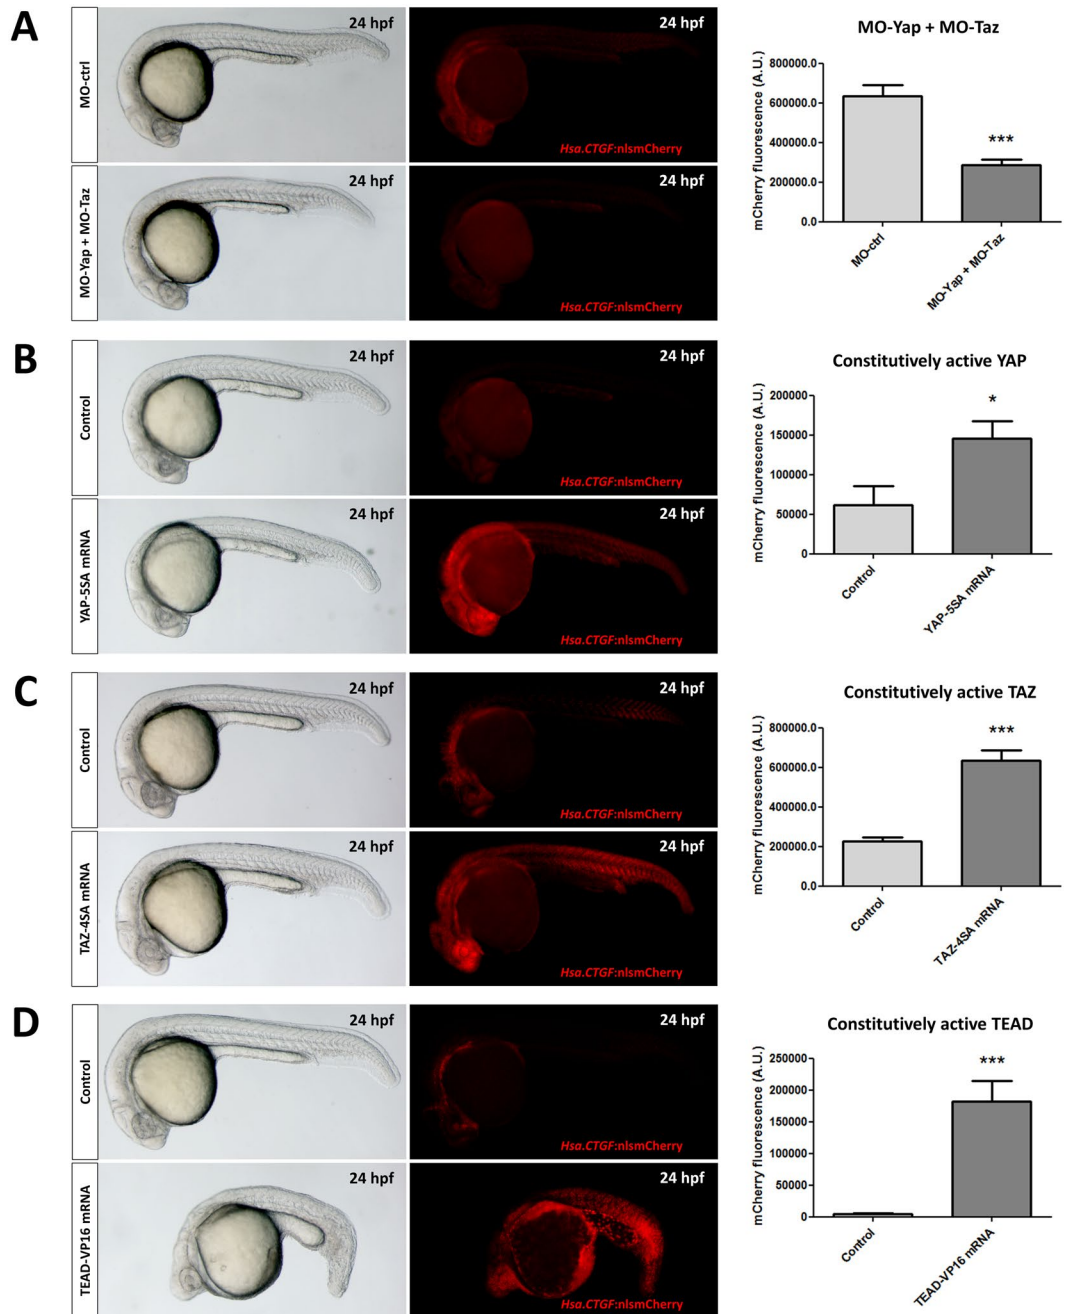 A
MO-ctrl
24 hpf
24 hpf
Hsa.CTGF:nlsmCherry
MO-Yap + MO-Taz
24 hpf
24 hpf
Hsa.CTGF:nlsmCherry
MO-Yap + MO-Taz
mCherry fluorescence (A.U.)
800000.0
600000.0
400000.0
200000.0
0.0
***
MO-ctrl
MO-Yap + MO-Taz
B
Control
24 hpf
24 hpf
Hsa.CTGF:nlsmCherry
YAP-5SA mRNA
24 hpf
24 hpf
Hsa.CTGF:nlsmCherry
Constitutively active YAP
mCherry fluorescence (A.U.)
200000
150000
100000
50000
0
*
Control
YAP-5SA mRNA
C
Control
24 hpf
24 hpf
Hsa.CTGF:nlsmCherry
TAZ-4SA mRNA
24 hpf
24 hpf
Hsa.CTGF:nlsmCherry
Constitutively active TAZ
mCherry fluorescence (A.U.)
800000.0
600000.0
400000.0
200000.0
0.0
***
Control
TAZ-4SA mRNA
D
Control
24 hpf
24 hpf
Hsa.CTGF:nlsmCherry
TEAD-VP16 mRNA
24 hpf
24 hpf
Hsa.CTGF:nlsmCherry
Constitutively active TEAD
mCherry fluorescence (A.U.)
250000
200000
150000
100000
50000
0
***
Control
TEAD-VP16 mRNA